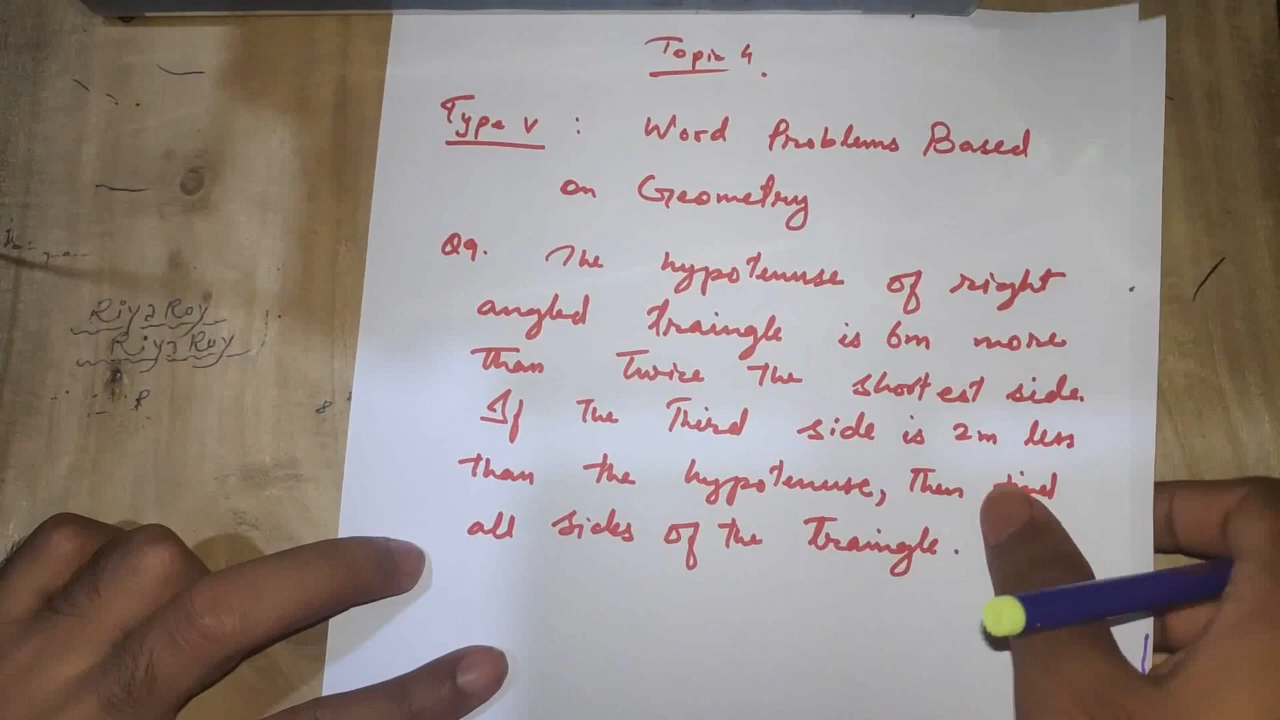 Topic 4.
Type V : Word Problems Based
on Geometry
Q9. The hypotenuse of right
angled traingle is 6m more
than twice the shortest side.
If the third side is 2m less
than the hypotenuse, then find
all sides of the traingle.
Riya Roy
Riya Roy